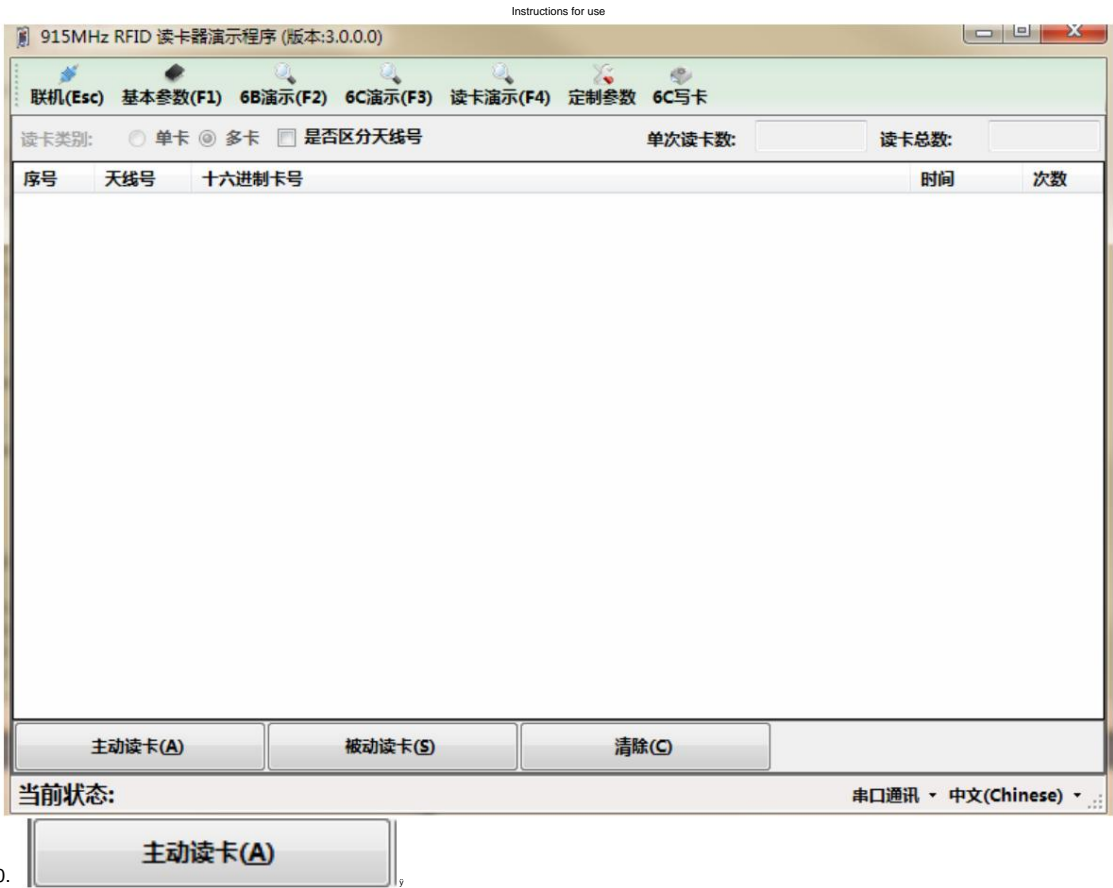 Instructions for use
915MHz RFID 读卡器演示程序 (版本:3.0.0.0)
联机(Esc) 基本参数(F1) 6B演示(F2) 6C演示(F3) 读卡演示(F4) 定制参数 6C写卡
读卡类别: 单卡 多卡 是否区分天线号 单次读卡数: 读卡总数:
序号 天线号 十六进制卡号 时间 次数
主动读卡(A) 被动读卡(S) 清除(C)
当前状态: 串口通讯 中文(Chinese)
0. 主动读卡(A) ÿ